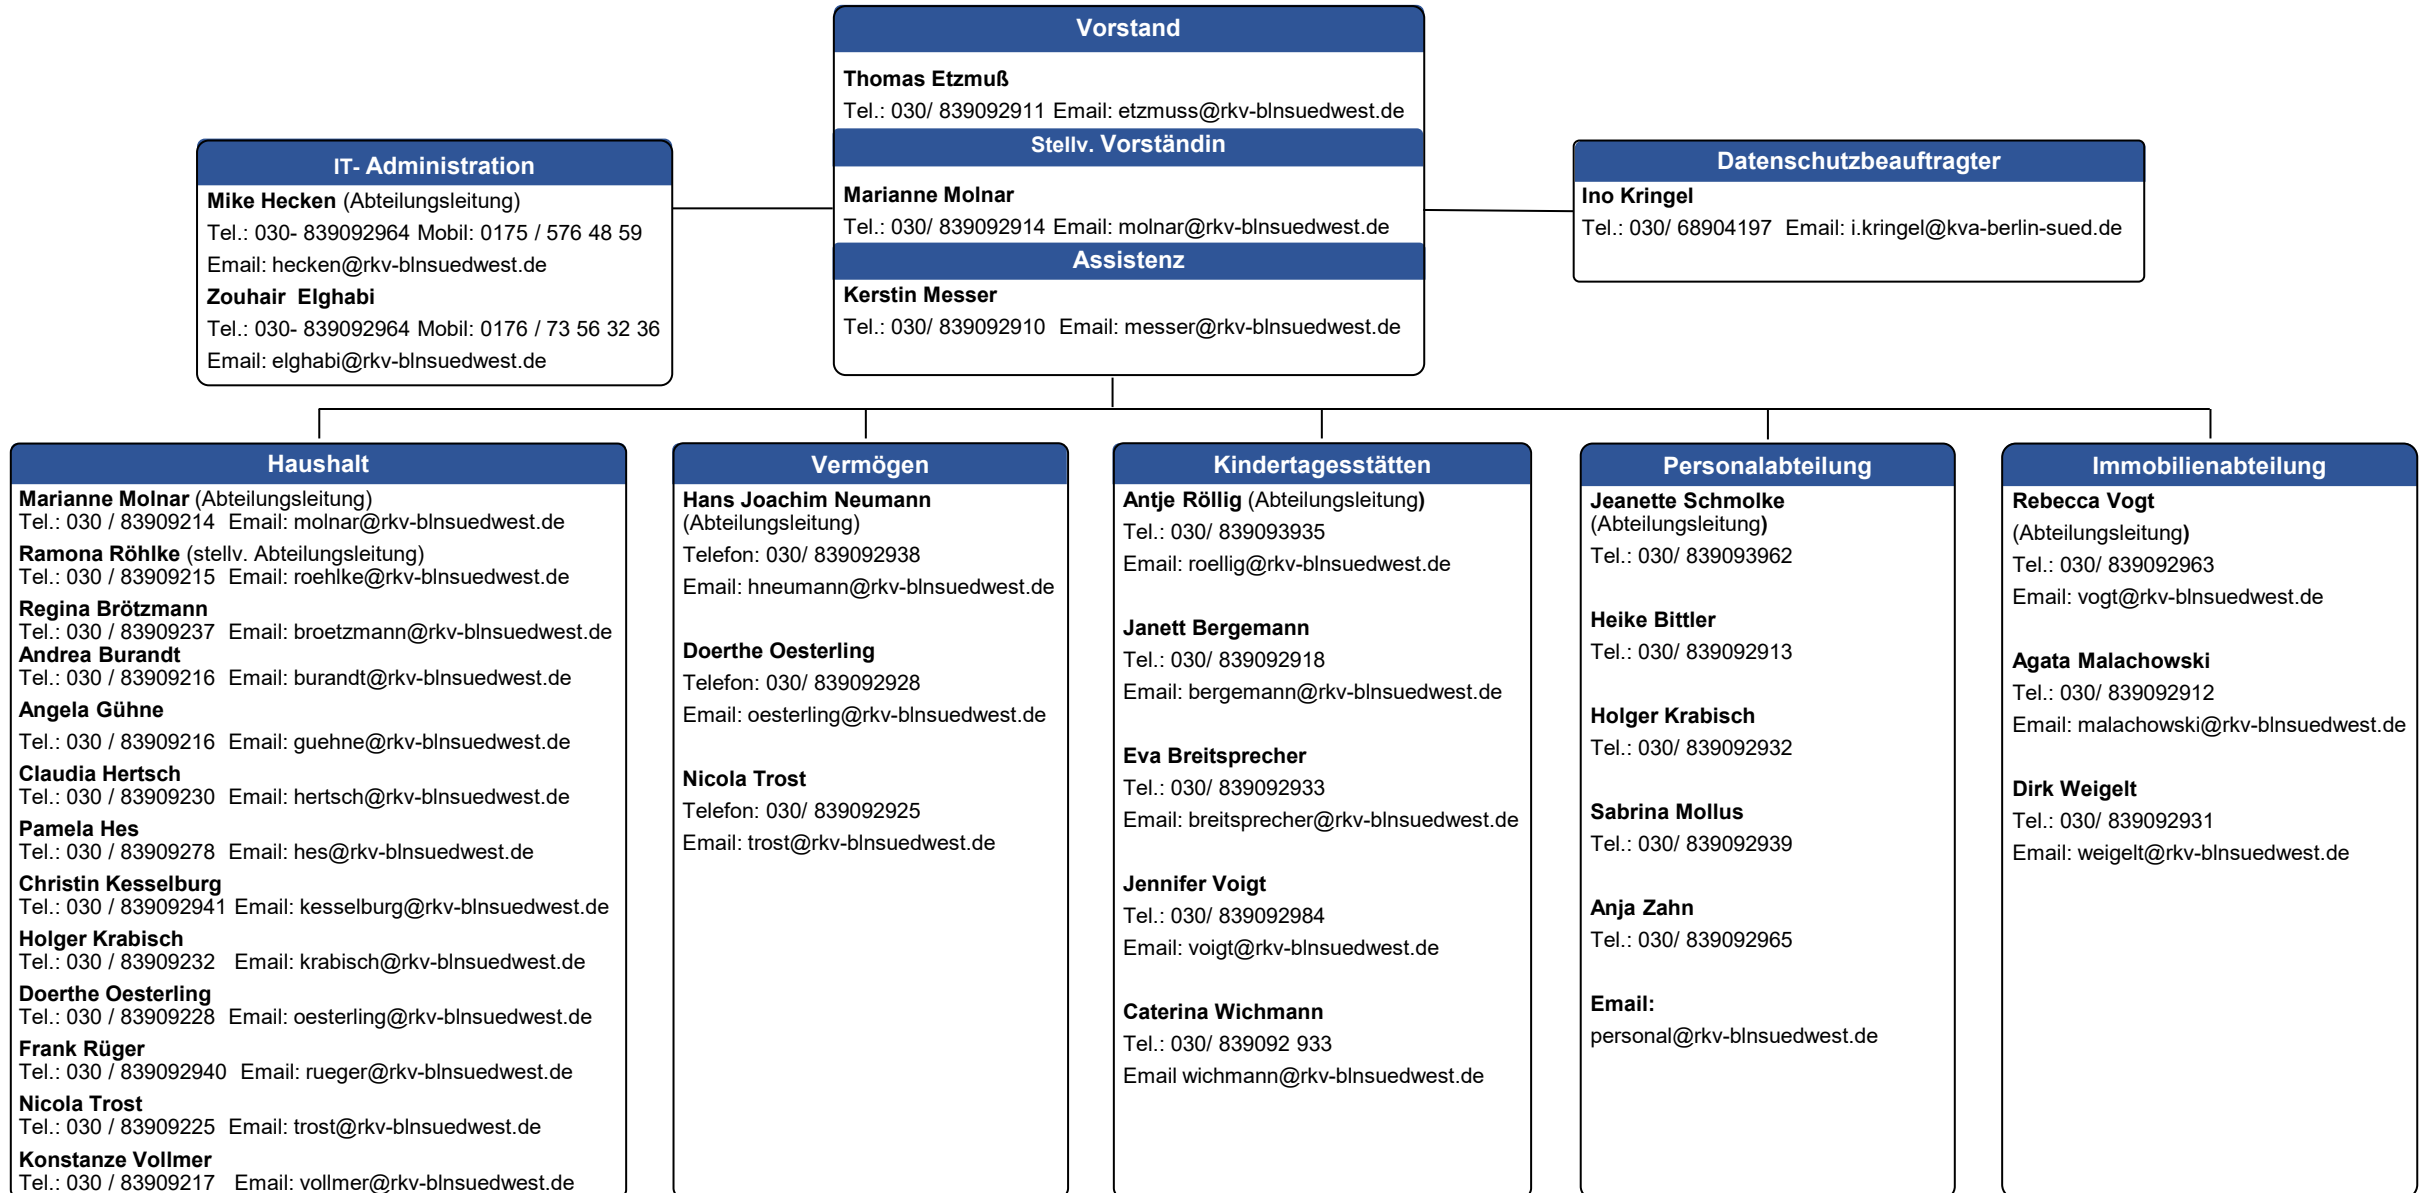 Vorstand
Thomas Etzmuß
Tel.: 030/ 839092911 Email: etzmuss@rkv-blnsuedwest.de
Stellv. Vorständin
Marianne Molnar
Tel.: 030/ 839092914 Email: molnar@rkv-blnsuedwest.de
Assistenz
Kerstin Messer
Tel.: 030/ 839092910 Email: messer@rkv-blnsuedwest.de
IT- Administration
Mike Hecken (Abteilungsleitung)
Tel.: 030- 839092964 Mobil: 0175 / 576 48 59
Email: hecken@rkv-blnsuedwest.de
Zouhair Elghabi
Tel.: 030- 839092964 Mobil: 0176 / 73 56 32 36
Email: elghabi@rkv-blnsuedwest.de
Datenschutzbeauftragter
Ino Kringel
Tel.: 030/ 68904197 Email: i.kringel@kva-berlin-sued.de
Haushalt
Marianne Molnar (Abteilungsleitung)
Tel.: 030 / 83909214 Email: molnar@rkv-blnsuedwest.de
Ramona Röhlke (stellv. Abteilungsleitung)
Tel.: 030 / 83909215 Email: roehlke@rkv-blnsuedwest.de
Regina Brötzmann
Tel.: 030 / 83909237 Email: broetzmann@rkv-blnsuedwest.de
Andrea Burandt
Tel.: 030 / 83909216 Email: burandt@rkv-blnsuedwest.de
Angela Gühne
Tel.: 030 / 83909216 Email: guehne@rkv-blnsuedwest.de
Claudia Hertsch
Tel.: 030 / 83909230 Email: hertsch@rkv-blnsuedwest.de
Pamela Hes
Tel.: 030 / 83909278 Email: hes@rkv-blnsuedwest.de
Christin Kesselburg
Tel.: 030 / 839092941 Email: kesselburg@rkv-blnsuedwest.de
Holger Krabisch
Tel.: 030 / 83909232 Email: krabisch@rkv-blnsuedwest.de
Doerthe Oesterling
Tel.: 030 / 83909228 Email: oesterling@rkv-blnsuedwest.de
Frank Rüger
Tel.: 030 / 839092940 Email: rueger@rkv-blnsuedwest.de
Nicola Trost
Tel.: 030 / 83909225 Email: trost@rkv-blnsuedwest.de
Konstanze Vollmer
Tel.: 030 / 83909217 Email: vollmer@rkv-blnsuedwest.de
Vermögen
Hans Joachim Neumann
(Abteilungsleitung)
Telefon: 030/ 839092938
Email: hneumann@rkv-blnsuedwest.de
Doerthe Oesterling
Telefon: 030/ 839092928
Email: oesterling@rkv-blnsuedwest.de
Nicola Trost
Telefon: 030/ 839092925
Email: trost@rkv-blnsuedwest.de
Kindertagesstätten
Antje Röllig (Abteilungsleitung)
Tel.: 030/ 839093935
Email: roellig@rkv-blnsuedwest.de
Janett Bergemann
Tel.: 030/ 839092918
Email: bergemann@rkv-blnsuedwest.de
Eva Breitsprecher
Tel.: 030/ 839092933
Email: breitsprecher@rkv-blnsuedwest.de
Jennifer Voigt
Tel.: 030/ 839092984
Email: voigt@rkv-blnsuedwest.de
Caterina Wichmann
Tel.: 030/ 839092 933
Email wichmann@rkv-blnsuedwest.de
Personalabteilung
Jeanette Schmolke
(Abteilungsleitung)
Tel.: 030/ 839093962
Heike Bittler
Tel.: 030/ 839092913
Holger Krabisch
Tel.: 030/ 839092932
Sabrina Mollus
Tel.: 030/ 839092939
Anja Zahn
Tel.: 030/ 839092965
Email:
personal@rkv-blnsuedwest.de
Immobilienabteilung
Rebecca Vogt
(Abteilungsleitung)
Tel.: 030/ 839092963
Email: vogt@rkv-blnsuedwest.de
Agata Malachowski
Tel.: 030/ 839092912
Email: malachowski@rkv-blnsuedwest.de
Dirk Weigelt
Tel.: 030/ 839092931
Email: weigelt@rkv-blnsuedwest.de